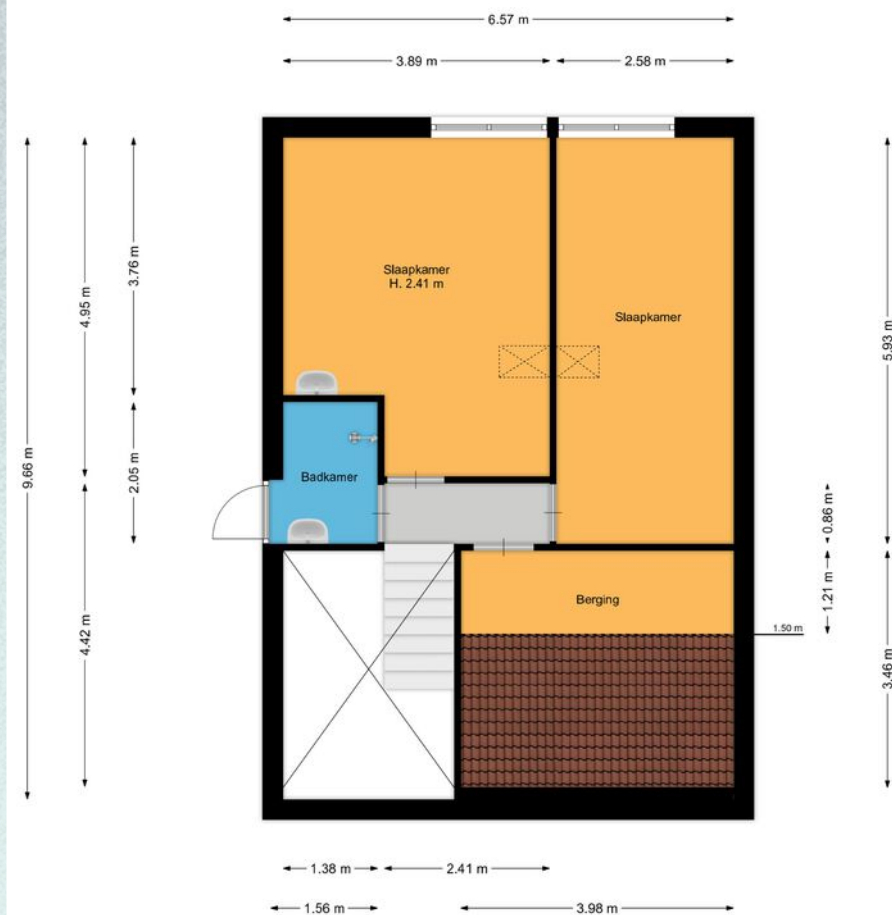 6.57 m
3.89 m
2.58 m
3.76 m
4.95 m
Slaapkamer
H. 2.41 m
Slaapkamer
5.93 m
9.66 m
2.05 m
Badkamer
0.86 m
1.21 m
Berging
1.50 m
4.42 m
3.46 m
1.38 m
2.41 m
1.56 m
3.98 m